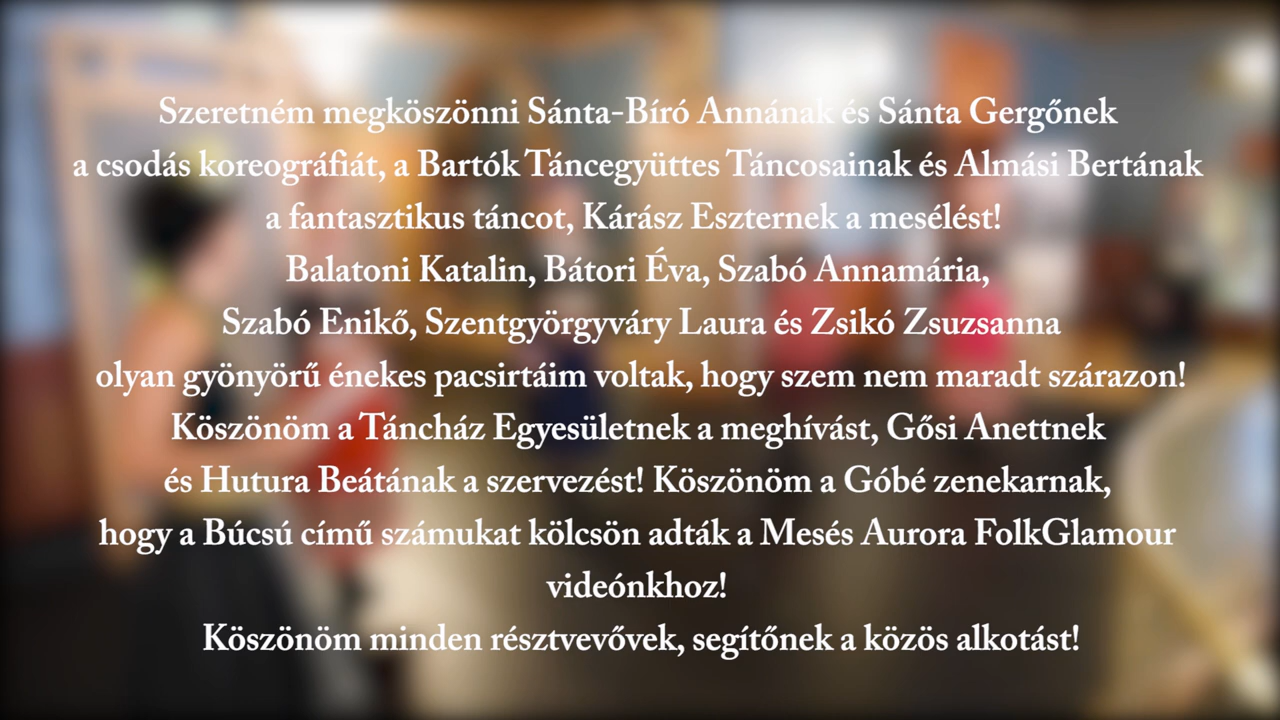 Szeretném megköszönni Sánta-Bíró Annának és Sánta Gergőnek
a csodás koreográfiát, a Bartók Táncegyüttes Táncosainak és Almási Bertának
a fantasztikus táncot, Kárász Eszternek a mesélést!
Balatoni Katalin, Bátori Éva, Szabó Annamária,
Szabó Enikő, Szentgyörgyváry Laura és Zsikó Zsuzsanna
olyan gyönyörű énekes pacsirtáim voltak, hogy szem nem maradt szárazon!
Köszönöm a Táncház Egyesületnek a meghívást, Gősi Anettnek
és Hutura Beátának a szervezést! Köszönöm a Góbé zenekarnak,
hogy a Búcsú című számukat kölcsön adták a Mesés Aurora FolkGlamour
videónkhoz!
Köszönöm minden résztvevővek, segítőnek a közös alkotást!